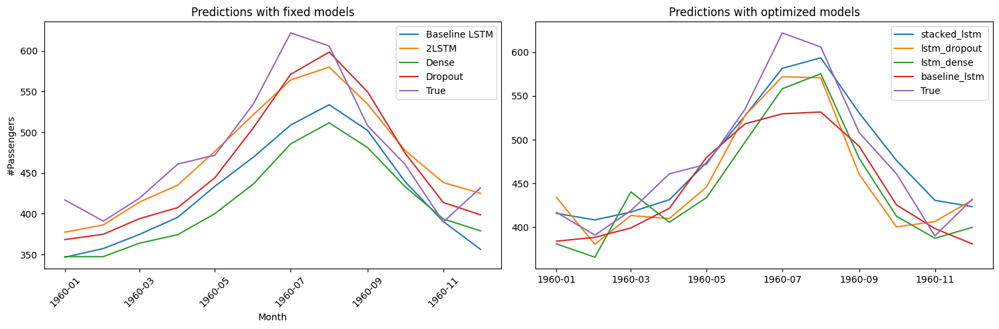 Predictions with fixed models
#Passengers
600
550
500
450
400
350
Baseline LSTM
2LSTM
Dense
Dropout
True
1960-01
1960-03
1960-05
1960-07
1960-09
1960-11
Month
Predictions with optimized models
600
550
500
450
400
stacked_lstm
lstm_dropout
lstm_dense
baseline_lstm
True
1960-01
1960-03
1960-05
1960-07
1960-09
1960-11